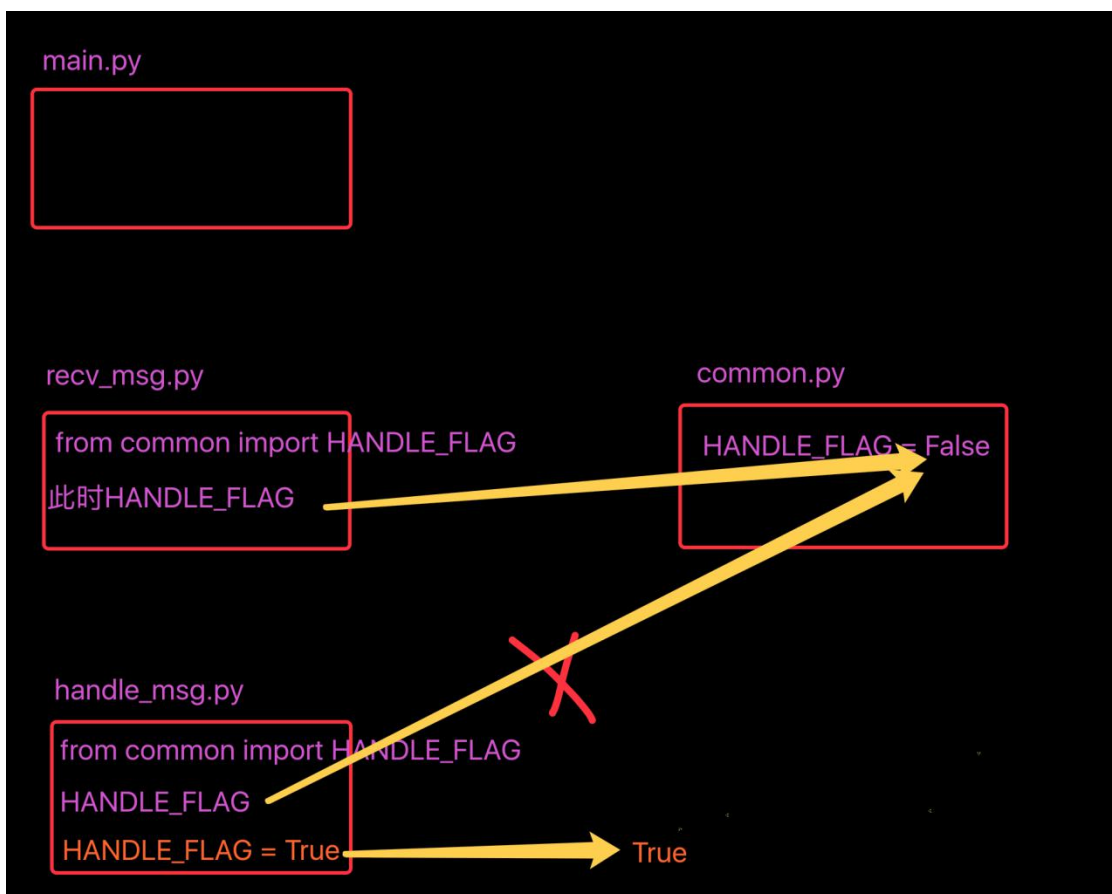 main.py
recv_msg.py
from common import HANDLE_FLAG
此时HANDLE_FLAG
common.py
HANDLE_FLAG = False
handle_msg.py
from common import HANDLE_FLAG
HANDLE_FLAG
HANDLE_FLAG = True
True